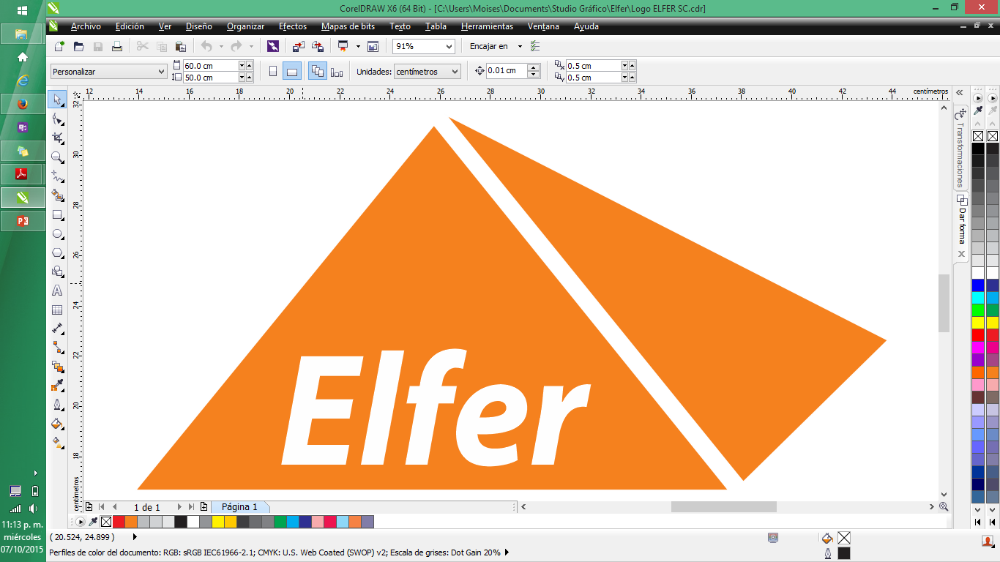 CorelDRAW X6 (64 Bit) - [C:\Users\Moises\Documents\Studio Gráfico\Elfer\Logo ELFER SC.cdr]
Archivo Edición Ver Diseño Organizar Efectos Mapas de bits Texto Tabla Herramientas Ventana Ayuda
91% Encajar en
Personalizar 60.0 cm 50.0 cm Unidades: centímetros 0.01 cm 0.5 cm 0.5 cm
12 14 16 18 20 22 24 26 28 30 32 34 36 38 40 42 44 centímetros
32
30
28
26
24
22
20
18
centímetros
Transformaciones
Dar forma
Elfer
1 de 1 Página 1
11:13 p. m.
miércoles
07/10/2015
( 20.524, 24.899 )
Perfiles de color del documento: RGB: sRGB IEC61966-2.1; CMYK: U.S. Web Coated (SWOP) v2; Escala de grises: Dot Gain 20%